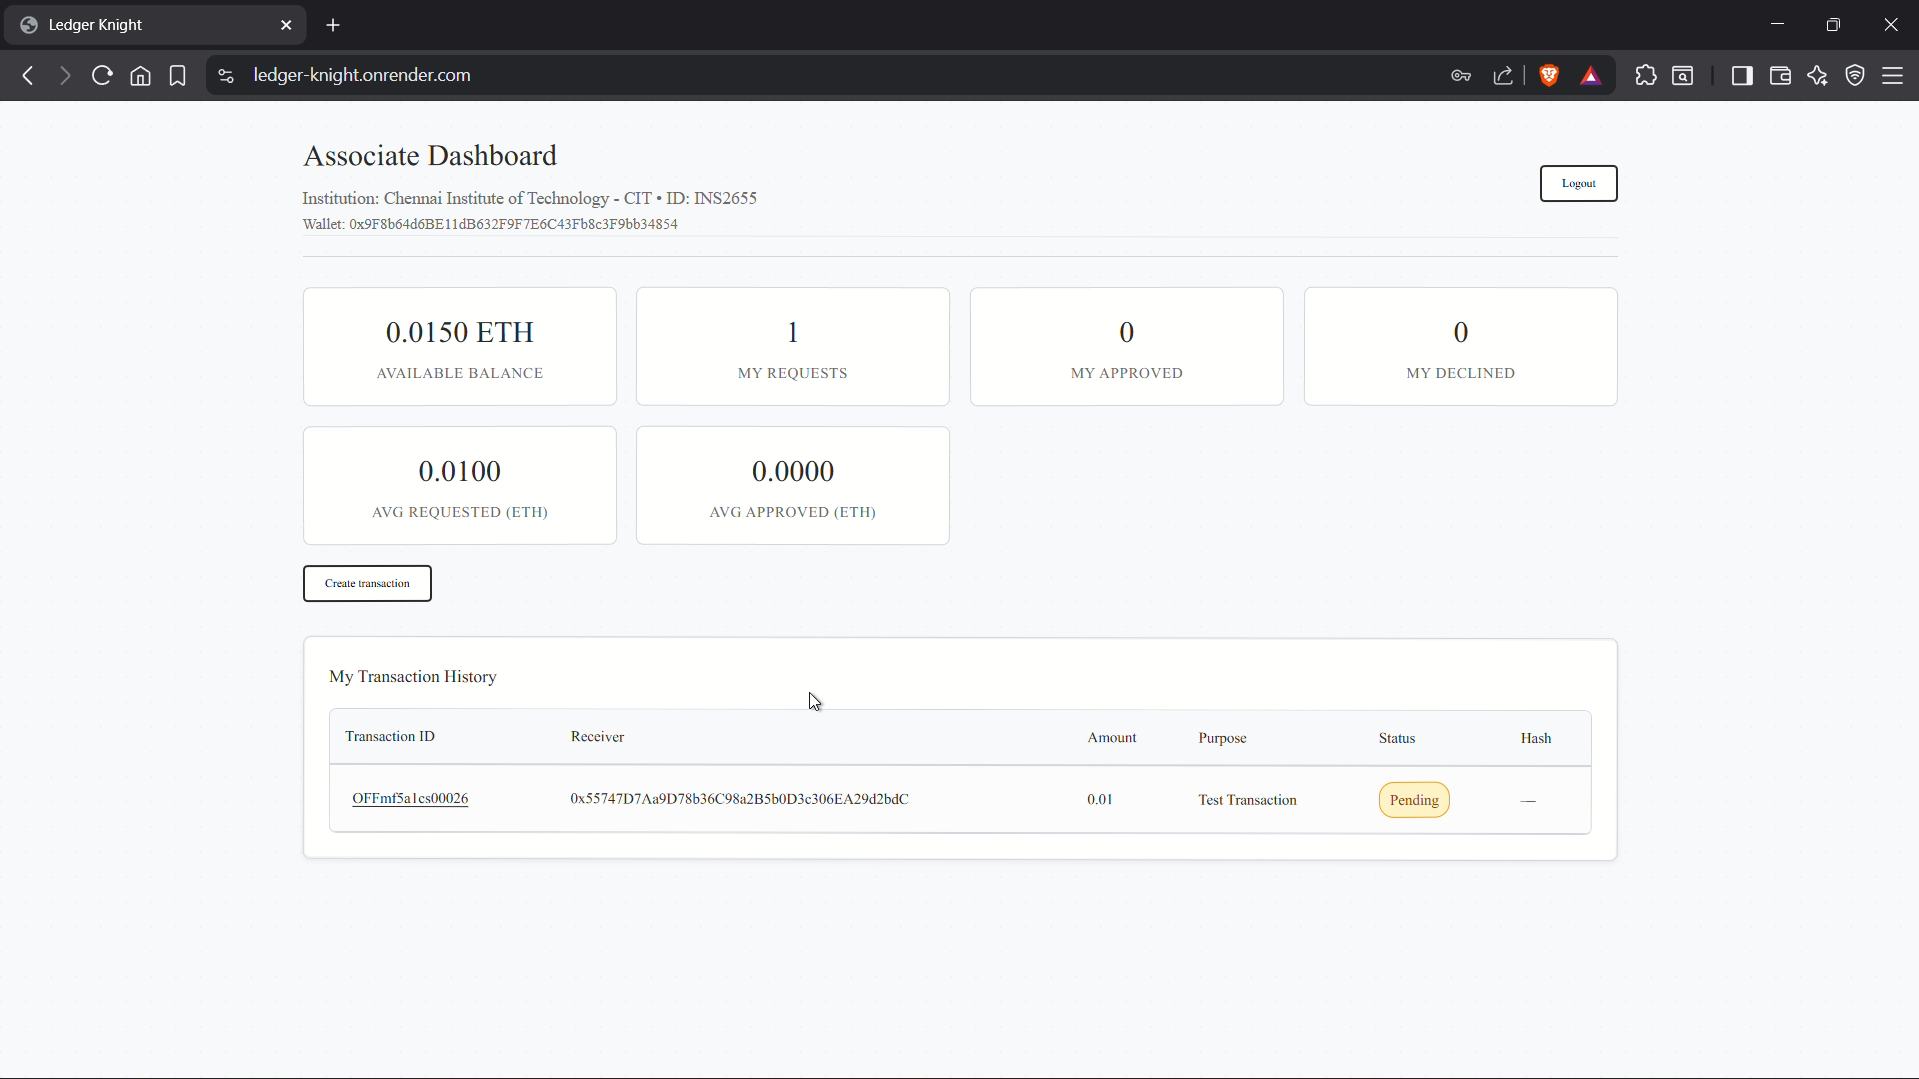 Ledger Knight
ledger-knight.onrender.com
Associate Dashboard
Logout
Institution: Chennai Institute of Technology - CIT • ID: INS2655
Wallet: 0x9F8b64d6BE11dB632F9F7E6C43Fb8c3F9bb34854
0.0150 ETH
AVAILABLE BALANCE
1
MY REQUESTS
0
MY APPROVED
0
MY DECLINED
0.0100
AVG REQUESTED (ETH)
0.0000
AVG APPROVED (ETH)
Create transaction
My Transaction History
Transaction ID Receiver Amount Purpose Status Hash
OFFmf5a1cs00026 0x55747D7Aa9D78b36C98a2B5b0D3c306EA29d2bdC 0.01 Test Transaction Pending —